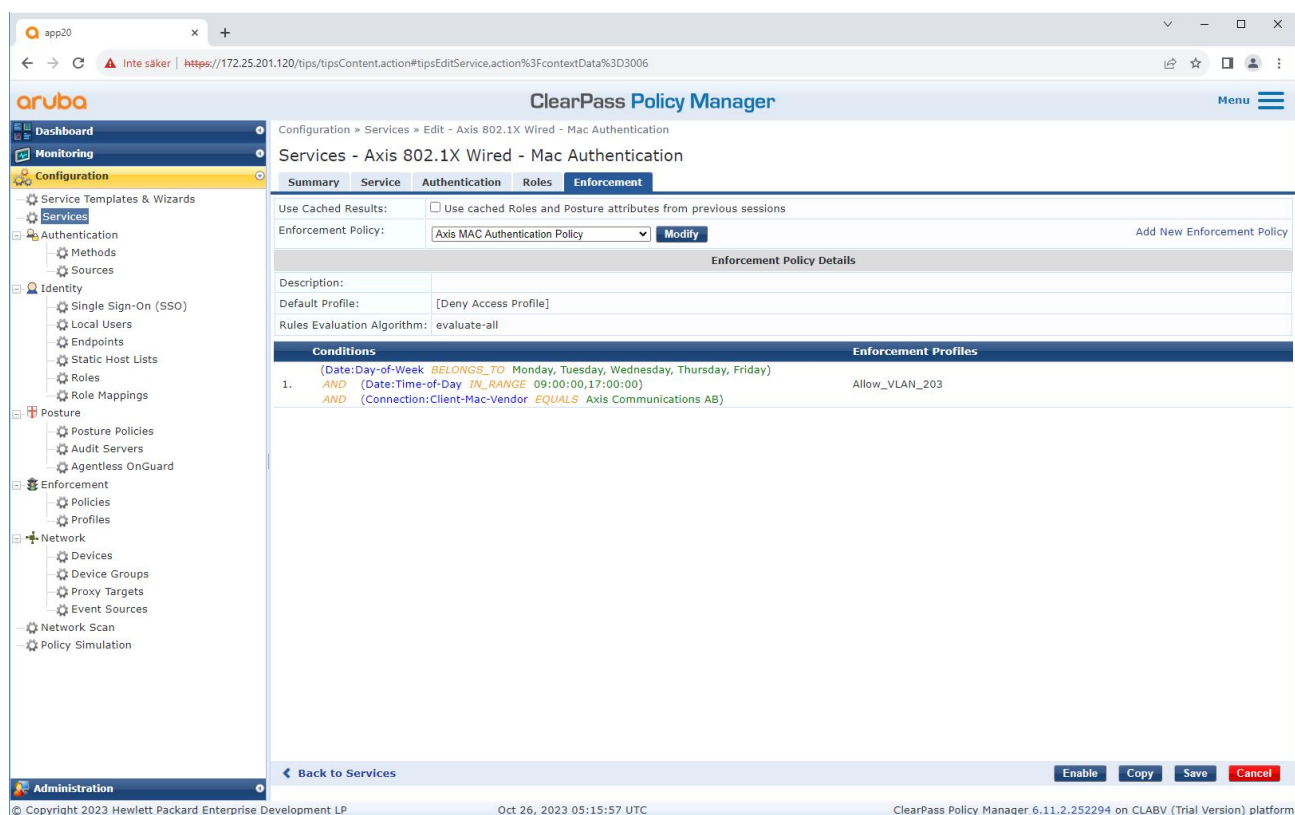 app20
Inte säker | https://172.25.201.120/tips/tipsContent.action#tipsEditService.action%3FcontextData%3D3006
aruba
ClearPass Policy Manager
Menu
Dashboard
Monitoring
Configuration
Service Templates & Wizards
Services
Authentication
Methods
Sources
Identity
Single Sign-On (SSO)
Local Users
Endpoints
Static Host Lists
Roles
Role Mappings
Posture
Posture Policies
Audit Servers
Agentless OnGuard
Enforcement
Policies
Profiles
Network
Devices
Device Groups
Proxy Targets
Event Sources
Network Scan
Policy Simulation
Administration
Configuration » Services » Edit - Axis 802.1X Wired - Mac Authentication
Services - Axis 802.1X Wired - Mac Authentication
Summary Service Authentication Roles Enforcement
Use Cached Results: Use cached Roles and Posture attributes from previous sessions
Enforcement Policy: Axis MAC Authentication Policy Modify Add New Enforcement Policy
Enforcement Policy Details
Description:
Default Profile: [Deny Access Profile]
Rules Evaluation Algorithm: evaluate-all
Conditions Enforcement Profiles
(Date:Day-of-Week BELONGS_TO Monday, Tuesday, Wednesday, Thursday, Friday)
1. AND (Date:Time-of-Day IN_RANGE 09:00:00,17:00:00) Allow_VLAN_203
AND (Connection:Client-Mac-Vendor EQUALS Axis Communications AB)
Back to Services Enable Copy Save Cancel
© Copyright 2023 Hewlett Packard Enterprise Development LP Oct 26, 2023 05:15:57 UTC ClearPass Policy Manager 6.11.2.252294 on CLABV (Trial Version) platform